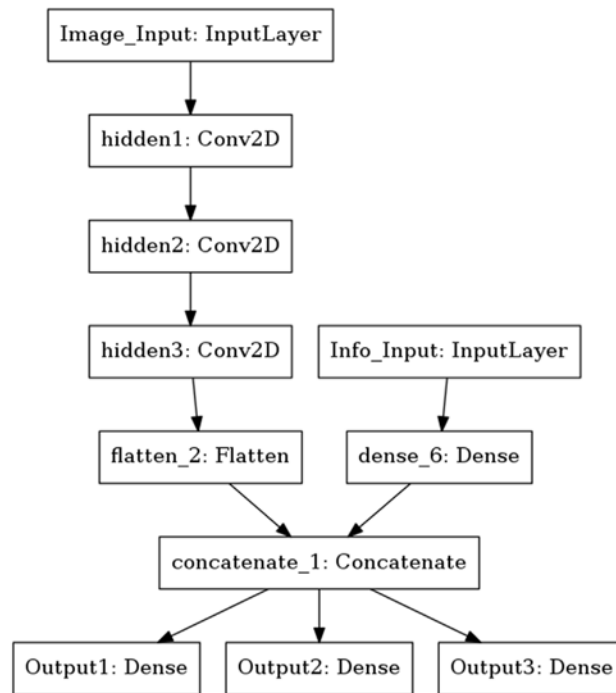 Image_Input: InputLayer
hidden1: Conv2D
hidden2: Conv2D
hidden3: Conv2D
Info_Input: InputLayer
flatten_2: Flatten
dense_6: Dense
concatenate_1: Concatenate
Output1: Dense
Output2: Dense
Output3: Dense